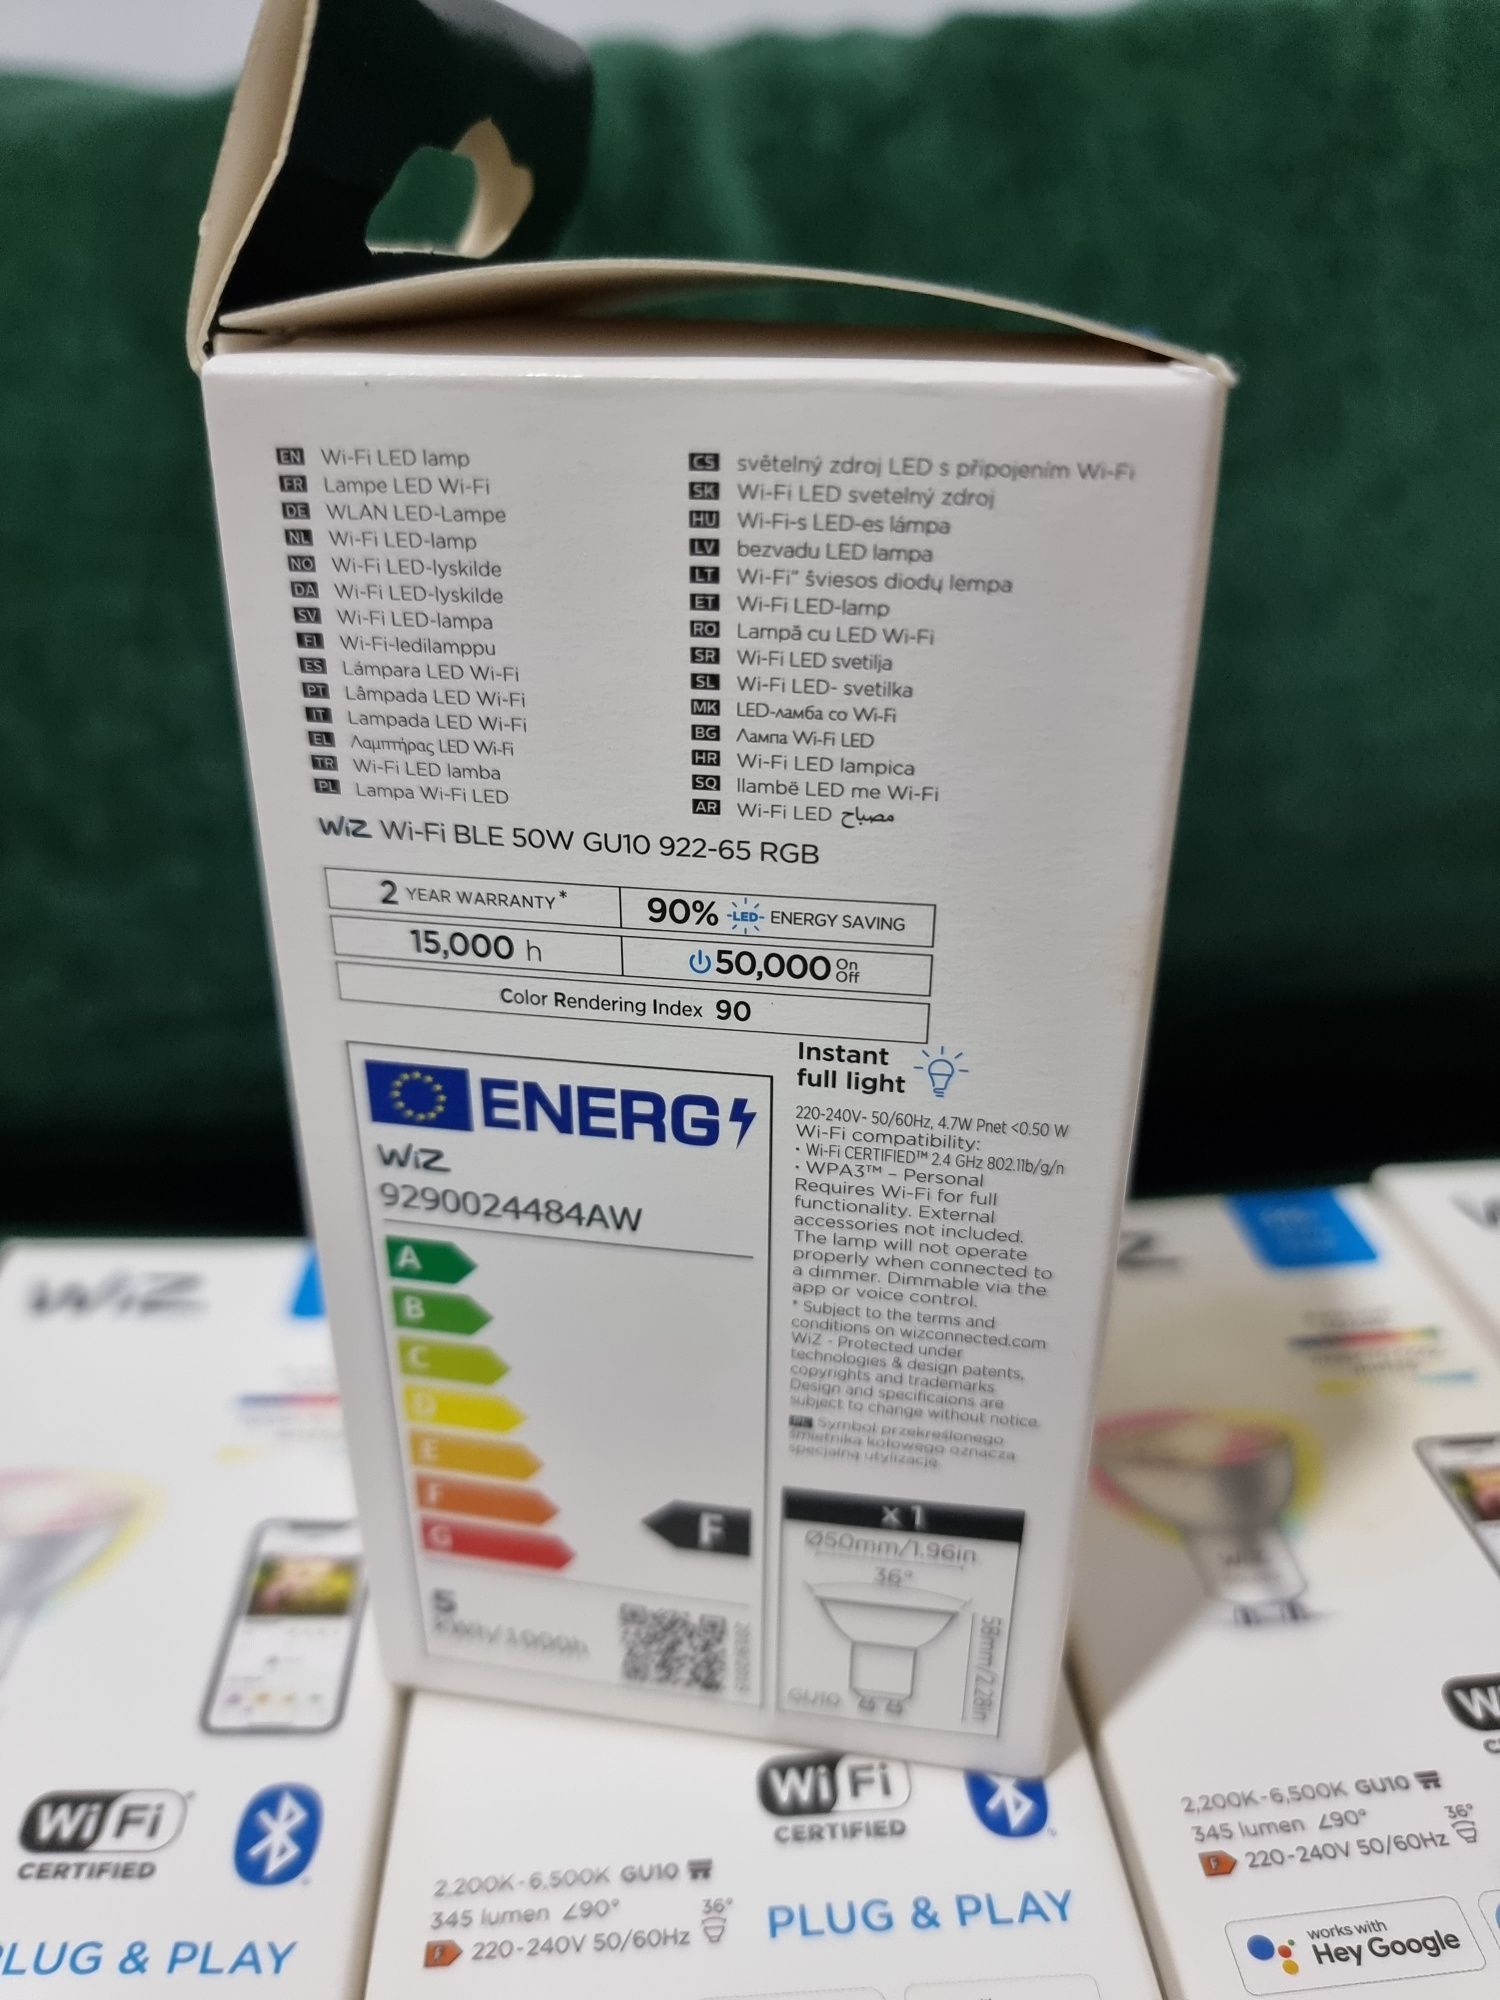 EN Wi-Fi LED lamp
FR Lampe LED Wi-Fi
DE WLAN LED-Lampe
NL Wi-Fi LED-lamp
NO Wi-Fi LED-lyskilde
DA Wi-Fi LED-lyskilde
SV Wi-Fi LED-lampa
FI Wi-Fi-ledilamppu
ES Lámpara LED Wi-Fi
PT Lâmpada LED Wi-Fi
IT Lampada LED Wi-Fi
EL Λαμπτήρας LED Wi-Fi
TR Wi-Fi LED lamba
PL Lampa Wi-Fi LED
CS světelný zdroj LED s připojením Wi-Fi
SK Wi-Fi LED svetelný zdroj
HU Wi-Fi-s LED-es lámpa
LV bezvadu LED lampa
LT Wi-Fi" šviesos diodų lempa
ET Wi-Fi LED-lamp
RO Lampă cu LED Wi-Fi
SR Wi-Fi LED svetilja
SL Wi-Fi LED- svetilka
MK LED-ламба со Wi-Fi
BG Лампа Wi-Fi LED
HR Wi-Fi LED lampica
SQ llambë LED me Wi-Fi
AR Wi-Fi LED مصباح
WiZ Wi-Fi BLE 50W GU10 922-65 RGB
2 YEAR WARRANTY*
90% -LED- ENERGY SAVING
15,000 h
50,000 On Off
Color Rendering Index 90
ENERG
WiZ
9290024484AW
A
B
C
D
E
F
G
F
5
kWh/1000h
2019/2015
Instant
full light
220-240V~ 50/60Hz, 4.7W Pnet <0.50 W
Wi-Fi compatibility:
• Wi-Fi CERTIFIED™ 2.4 GHz 802.11b/g/n
• WPA3™ – Personal
Requires Wi-Fi for full
functionality. External
accessories not included.
The lamp will not operate
properly when connected to
a dimmer. Dimmable via the
app or voice control.
* Subject to the terms and
conditions on wizconnected.com
WiZ - Protected under
technologies & design patents,
copyrights and trademarks
Design and specificaions are
subject to change without notice.
PL Symbol przekreślonego
śmietnika kołowego oznacza
specjalną utylizację.
x 1
Ø50mm/1.96in
36°
58mm/2.28in
GU10
WiZ
Wi Fi
CERTIFIED
PLUG & PLAY
Wi Fi
CERTIFIED
2,200K-6,500K GU10
345 lumen ∠90°
36°
F 220-240V 50/60Hz
PLUG & PLAY
2,200K-6,500K GU10
345 lumen ∠90°
36°
F 220-240V 50/60Hz
works with
Hey Google